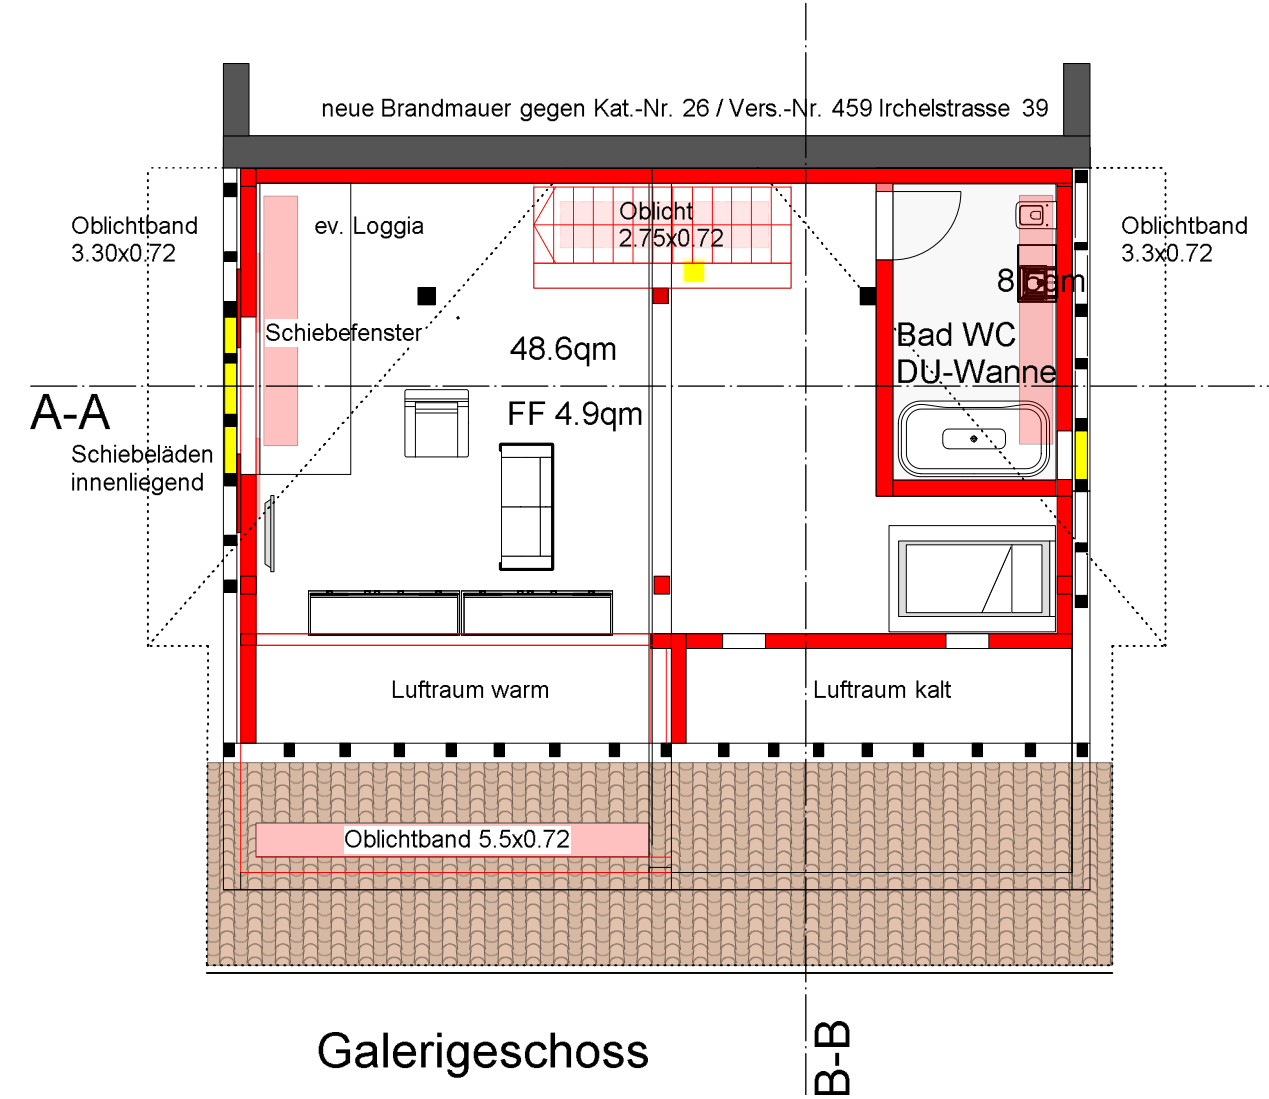 neue Brandmauer gegen Kat.-Nr. 26 / Vers.-Nr. 459 Irchelstrasse 39
Oblichtband
3.30x0.72
ev. Loggia
Oblicht
2.75x0.72
Oblichtband
3.3x0.72
Schiebefenster
48.6qm
Bad WC
DU-Wanne
A-A
FF 4.9qm
Schiebeläden
innenliegend
Luftraum warm
Luftraum kalt
Oblichtband 5.5x0.72
Galerigeschoss
B-B